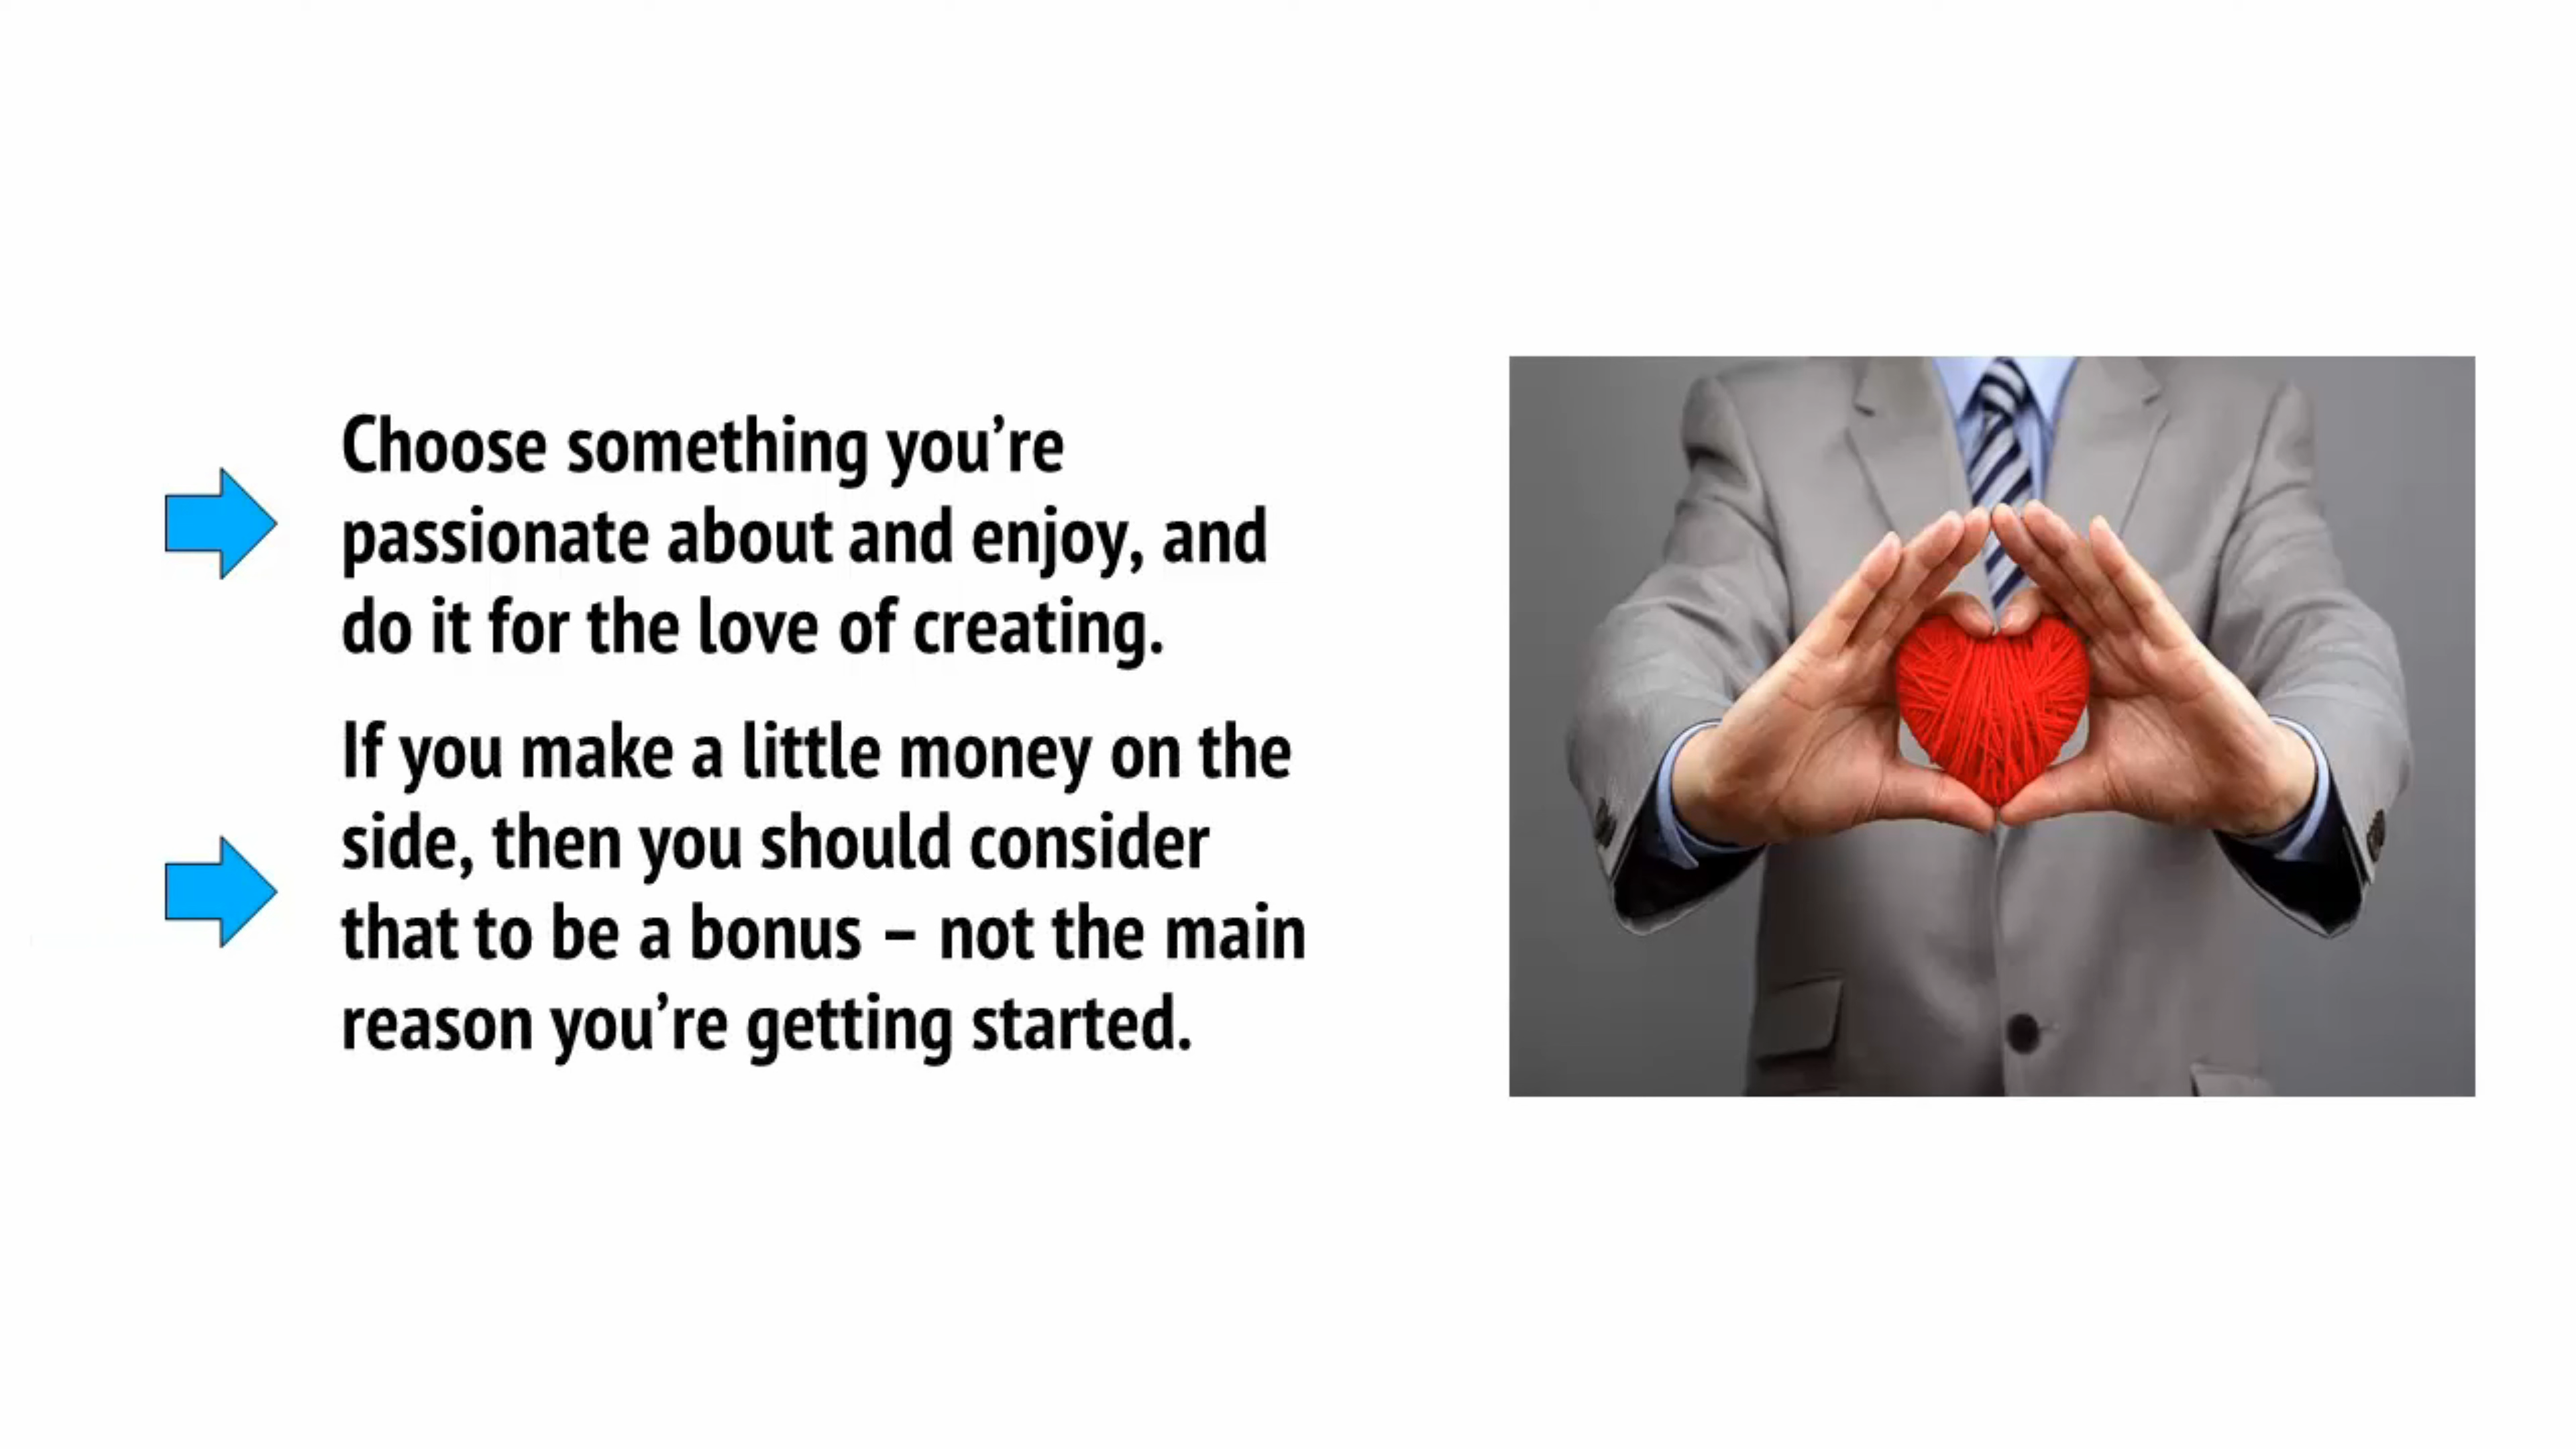 Choose something you’re
passionate about and enjoy, and
do it for the love of creating.
If you make a little money on the
side, then you should consider
that to be a bonus – not the main
reason you’re getting started.